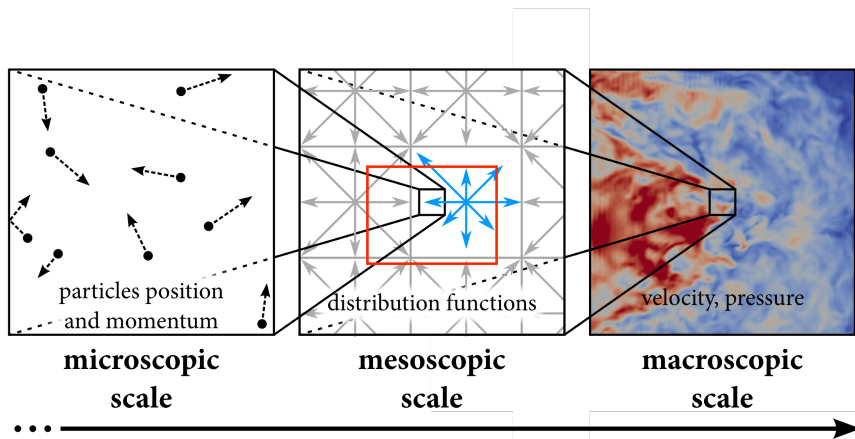 particles position
and momentum
distribution functions
velocity, pressure
microscopic
scale
mesoscopic
scale
macroscopic
scale